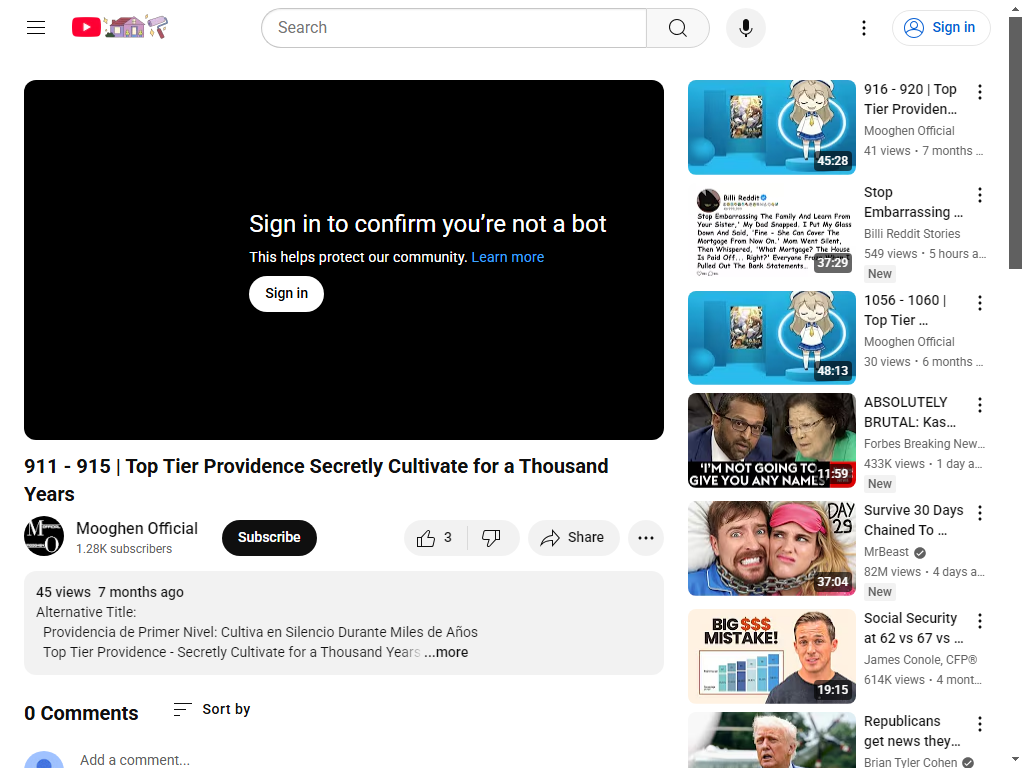 Search
Sign in
Sign in to confirm you’re not a bot
This helps protect our community. Learn more
Sign in
911 - 915 | Top Tier Providence Secretly Cultivate for a Thousand
Years
Mooghen Official
1.28K subscribers
Subscribe
3
Share
45 views 7 months ago
Alternative Title:
Providencia de Primer Nivel: Cultiva en Silencio Durante Miles de Años
Top Tier Providence - Secretly Cultivate for a Thousand Years ...more
0 Comments
Sort by
Add a comment...
45:28
916 - 920 | Top
Tier Providen...
Mooghen Official
41 views • 7 months ...
Billi Reddit
Stop Embarrassing The Family And Learn From
Your Sister,' My Dad Snapped. I Put My Glass
Down And Said, 'Fine - She Can Cover The
Mortgage From Now On.' Mom Went Silent,
Then Whispered, 'What Mortgage? The House
Is Paid Off... Right?' Everyone
Pulled Out The Bank Statements..
37:29
Stop
Embarrassing ...
Billi Reddit Stories
549 views • 5 hours a...
New
48:13
1056 - 1060 |
Top Tier ...
Mooghen Official
30 views • 6 months ...
'I'M NOT GOING TO
GIVE YOU ANY NAMES
11:59
ABSOLUTELY
BRUTAL: Kas...
Forbes Breaking New...
433K views • 1 day a...
New
DAY
29
37:04
Survive 30 Days
Chained To ...
MrBeast
82M views • 4 days a...
New
BIG $$$
MISTAKE!
19:15
Social Security
at 62 vs 67 vs ...
James Conole, CFP®
614K views • 4 mont...
Republicans
get news they...
Brian Tyler Cohen